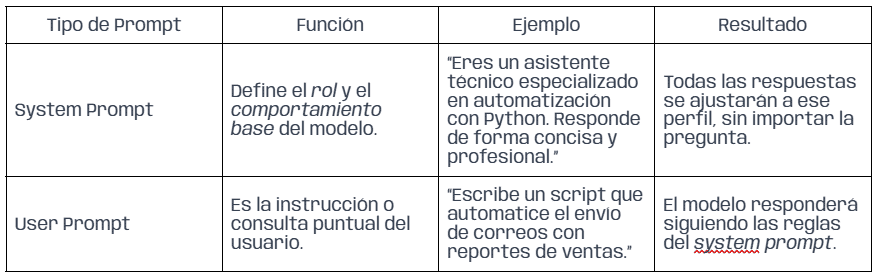 Tipo de Prompt
Función
Ejemplo
Resultado
System Prompt
Define el rol y el
comportamiento
base del modelo.
"Eres un asistente
técnico especializado
en automatización
con Python. Responde
de forma concisa y
profesional."
Todas las respuestas
se ajustarán a ese
perfil, sin importar la
pregunta.
User Prompt
Es la instrucción o
consulta puntual del
usuario.
"Escribe un script que
automatice el envío
de correos con
reportes de ventas."
El modelo responderá
siguiendo las reglas
del system prompt.